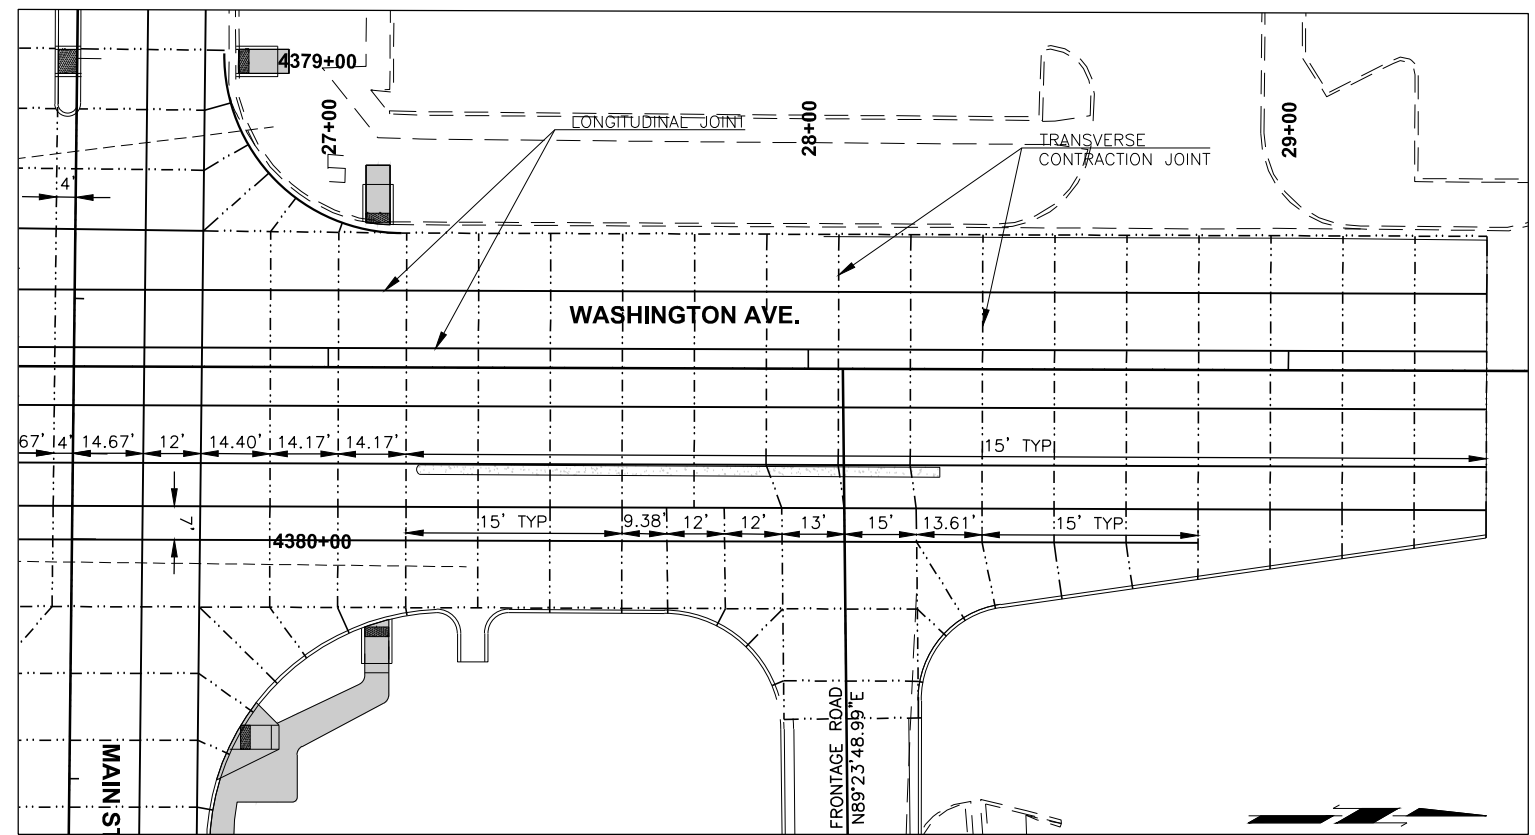 4379+00
27+00
28+00
29+00
LONGITUDINAL JOINT
TRANSVERSE
CONTRACTION JOINT
4'
WASHINGTON AVE.
67' 4' 14.67' 12' 14.40' 14.17' 14.17'
15' TYP
7'
15' TYP 9.38' 12' 12' 13' 15' 13.61' 15' TYP
4380+00
FRONTAGE ROAD
N89°23'48.99"E
MAIN ST